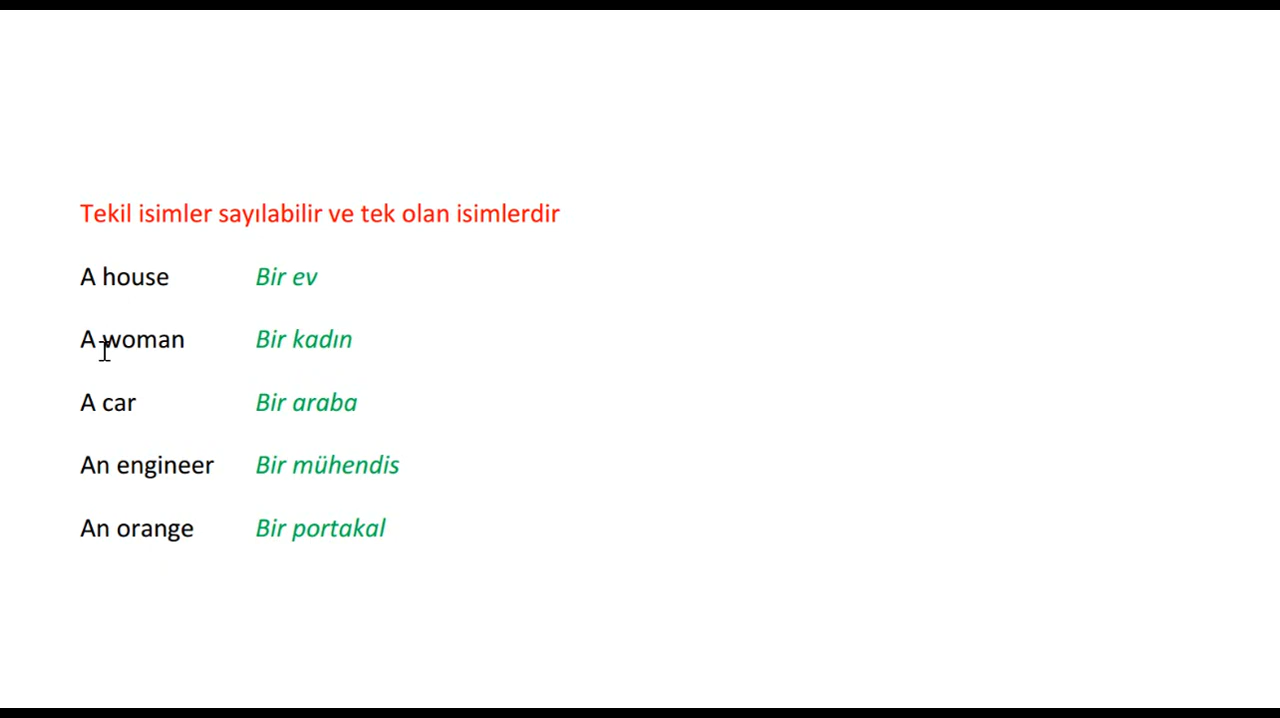 Tekil isimler sayılabilir ve tek olan isimlerdir
A house Bir ev
A woman Bir kadın
A car Bir araba
An engineer Bir mühendis
An orange Bir portakal